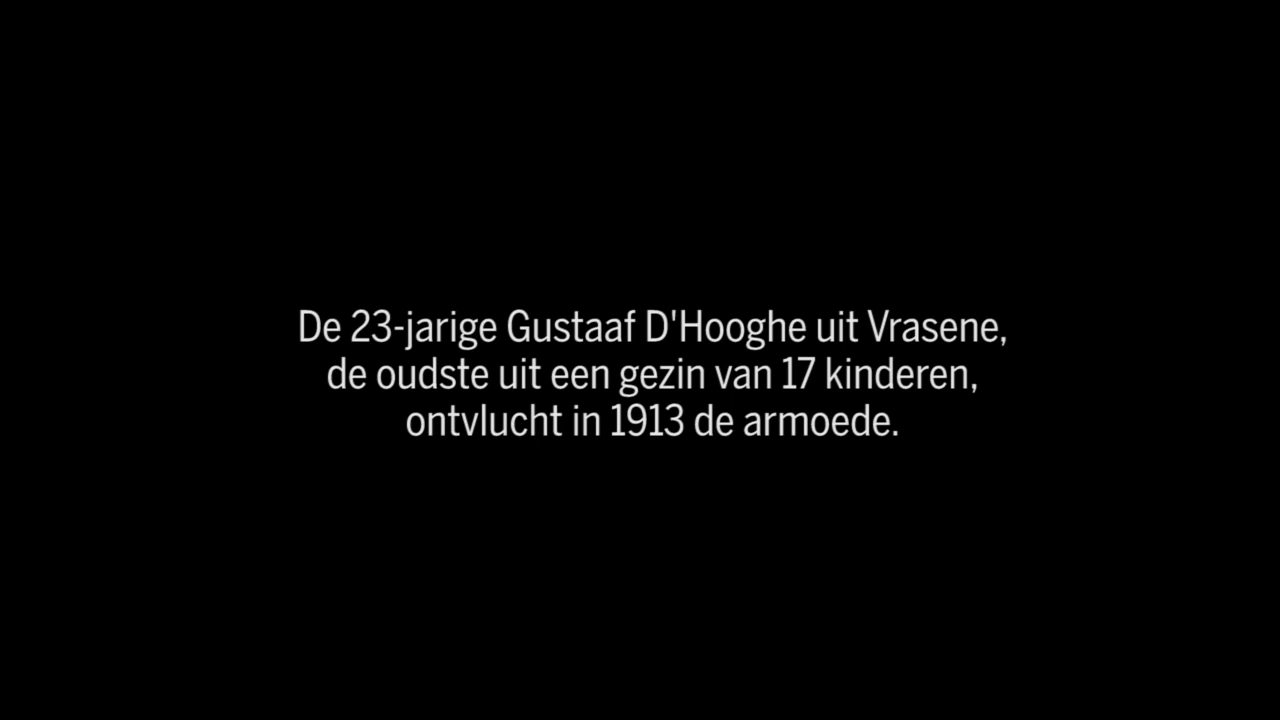 De 23-jarige Gustaaf D'Hooghe uit Vrasene,
de oudste uit een gezin van 17 kinderen,
ontvlucht in 1913 de armoede.